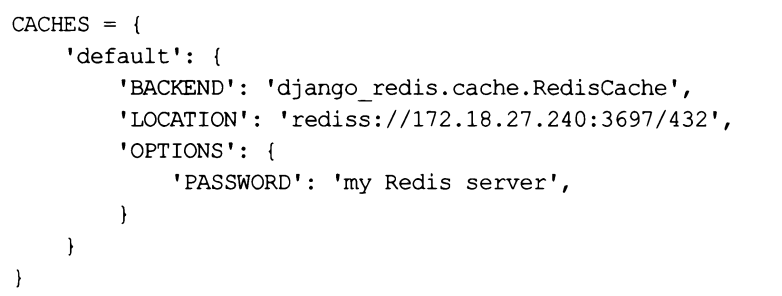 CACHES = {
    'default': {
        'BACKEND': 'django_redis.cache.RedisCache',
        'LOCATION': 'rediss://172.18.27.240:3697/432',
        'OPTIONS': {
            'PASSWORD': 'my Redis server',
        }
    }
}